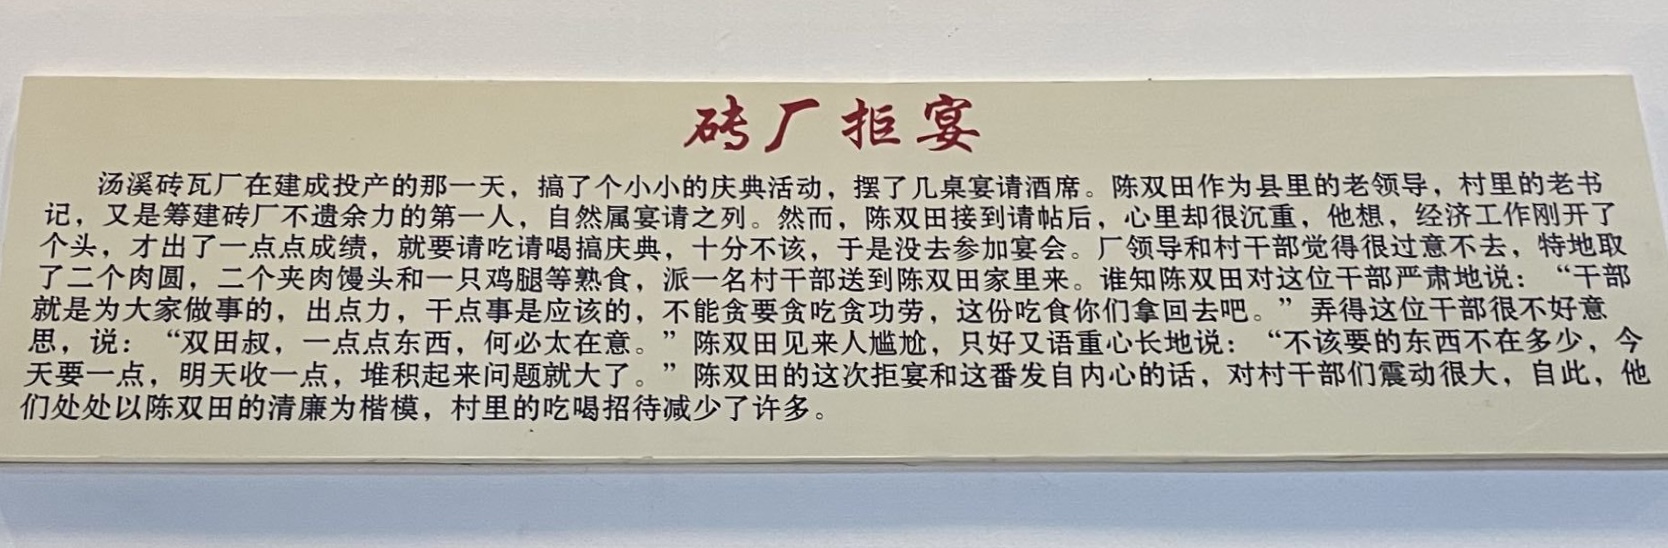 砖厂拒宴
汤溪砖瓦厂在建成投产的那一天，搞了个小小的庆典活动，摆了几桌宴请酒席。陈双田作为县里的老领导，村里的老书
记，又是筹建砖厂不遗余力的第一人，自然属宴请之列。然而，陈双田接到请帖后，心里却很沉重，他想，经济工作刚开了
个头，才出了一点点成绩，就要请吃请喝搞庆典，十分不该，于是没去参加宴会。厂领导和村干部觉得很过意不去，特地取
了二个肉圆，二个夹肉馒头和一只鸡腿等熟食，派一名村干部送到陈双田家里来。谁知陈双田对这位干部严肃地说：“干部
就是为大家做事的，出点力，干点事是应该的，不能贪要贪吃贪功劳，这份吃食你们拿回去吧。”弄得这位干部很不好意
思，说：“双田叔，一点点东西，何必太在意。”陈双田见来人尴尬，只好又语重心长地说：“不该要的东西不在多少，今
天要一点，明天收一点，堆积起来问题就大了。”陈双田的这次拒宴和这番发自内心的话，对村干部们震动很大，自此，他
们处处以陈双田的清廉为楷模，村里的吃喝招待减少了许多。